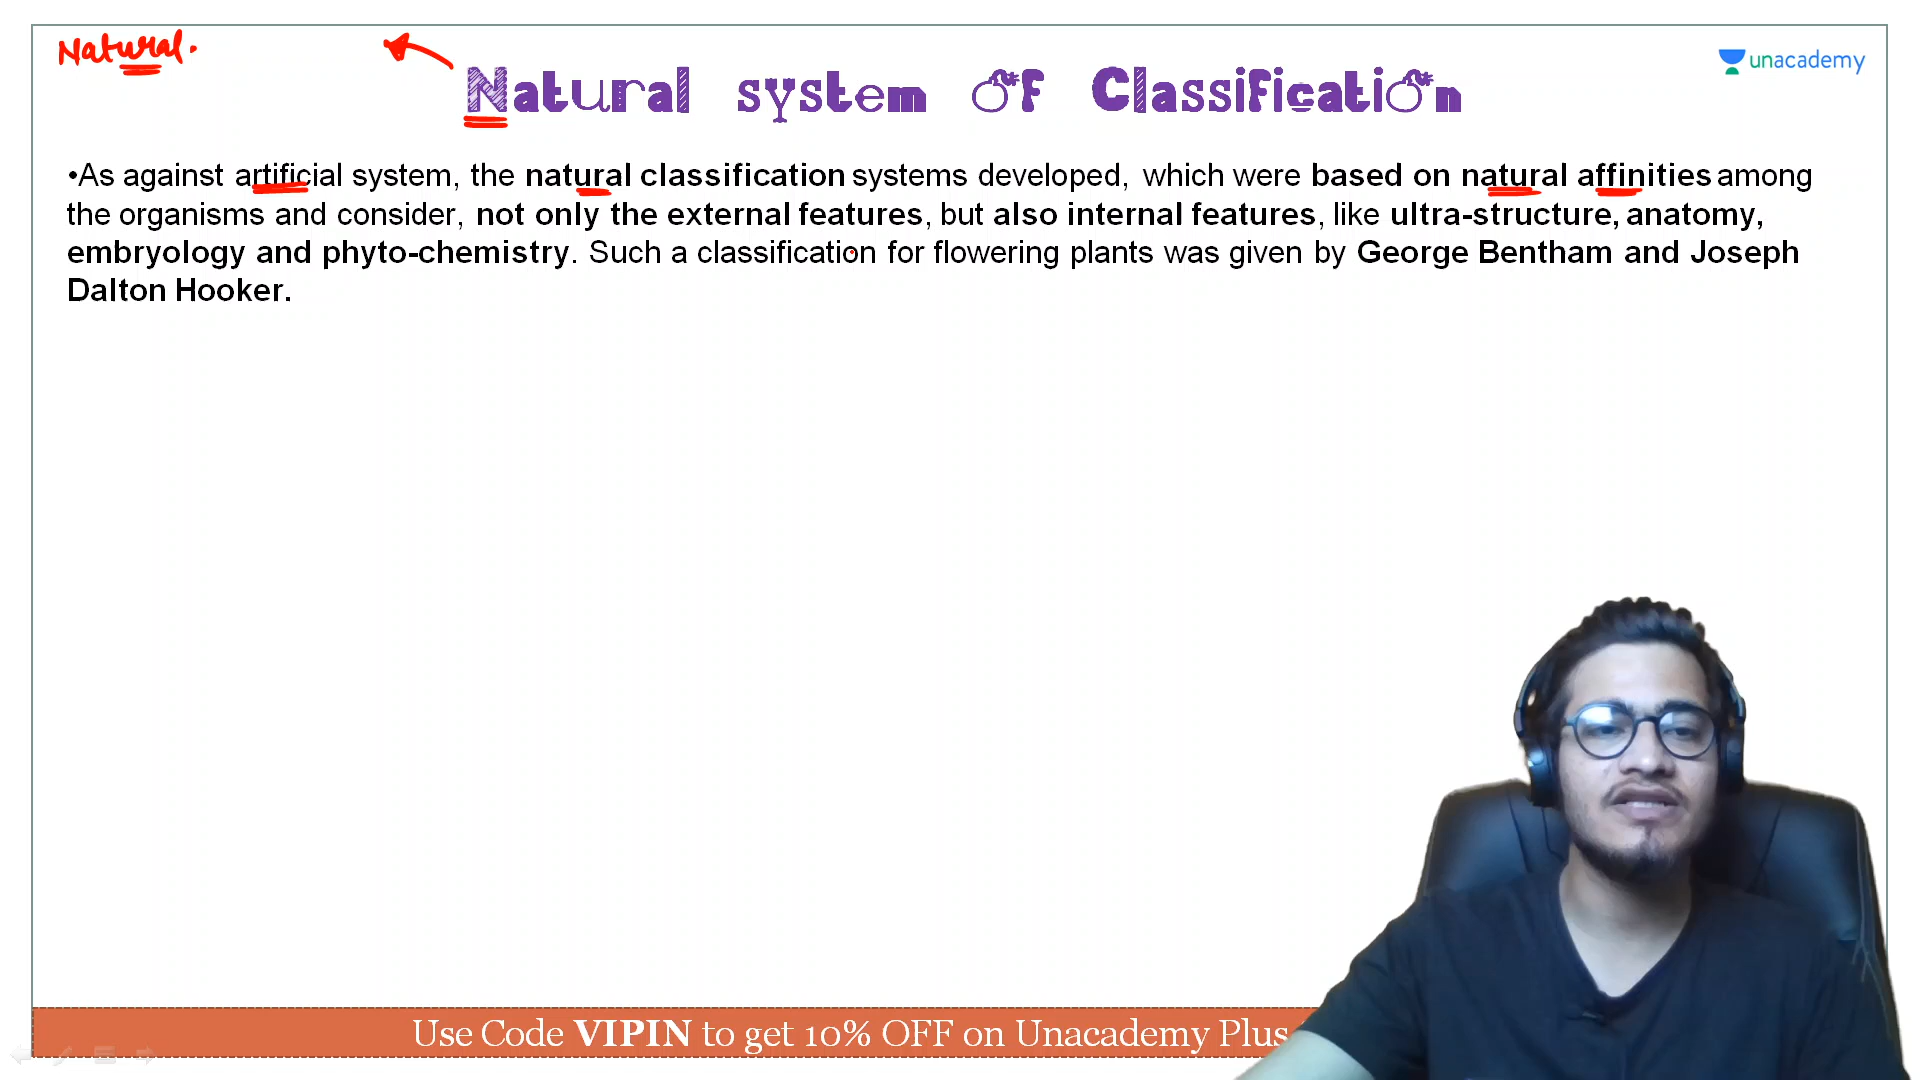 Natural.
Natural system of Classification
unacademy
•As against artificial system, the natural classification systems developed, which were based on natural affinities among
the organisms and consider, not only the external features, but also internal features, like ultra-structure, anatomy,
embryology and phyto-chemistry. Such a classification for flowering plants was given by George Bentham and Joseph
Dalton Hooker.
Use Code VIPIN to get 10% OFF on Unacademy Plus